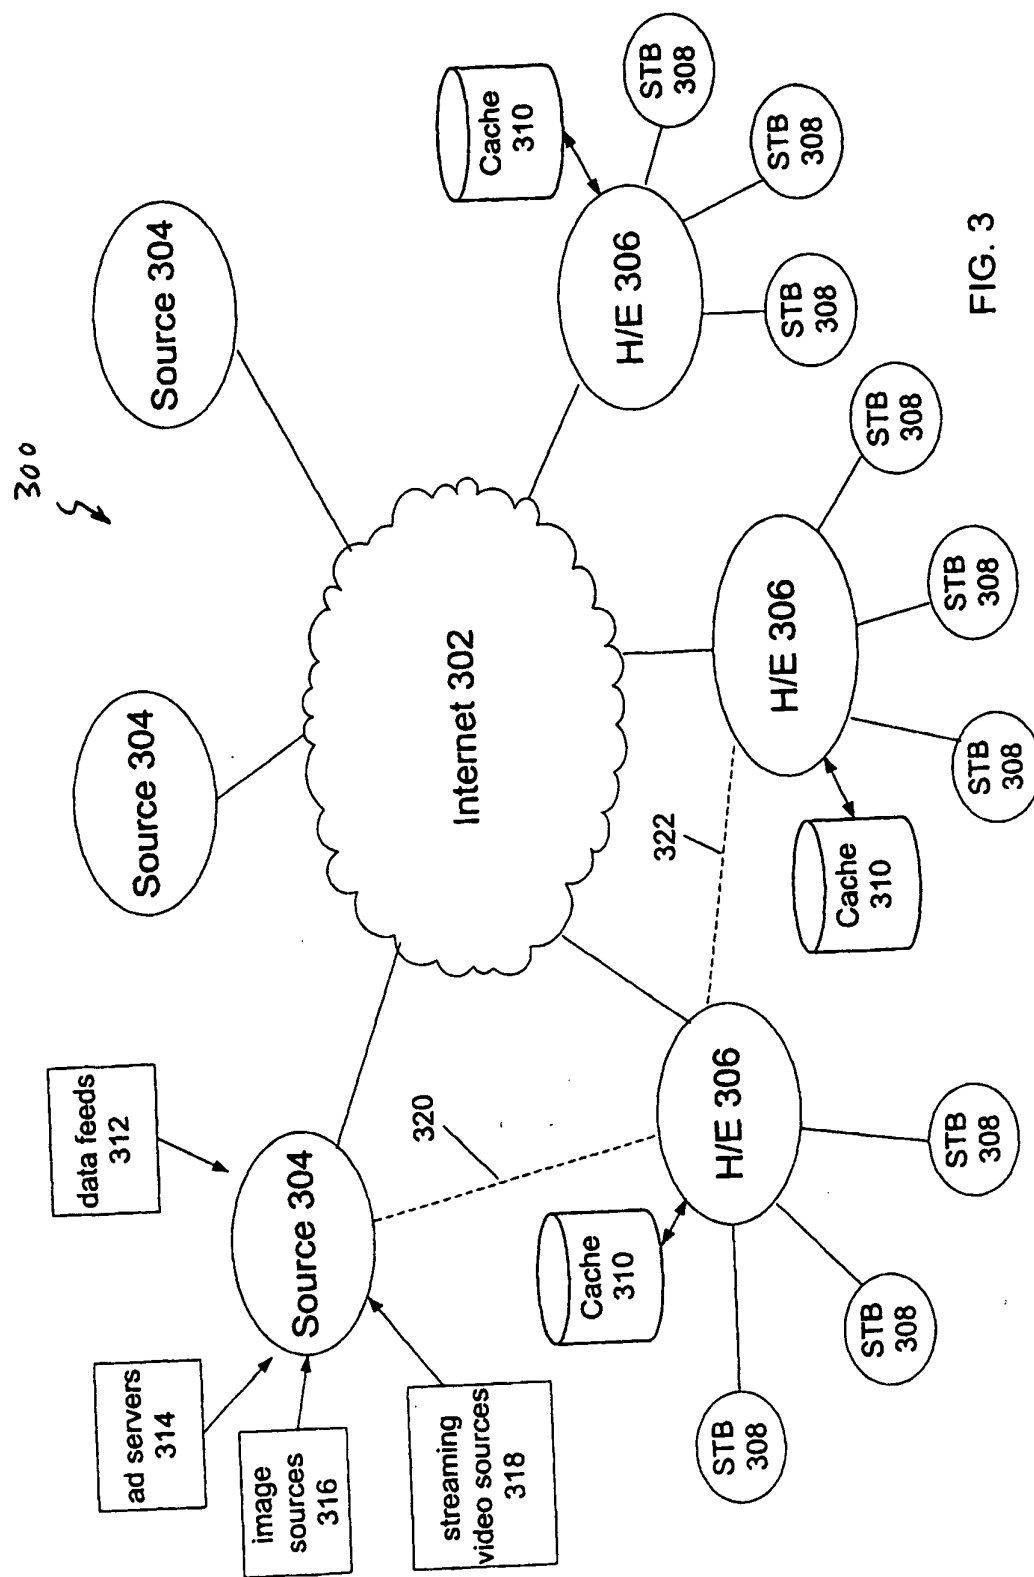 300
data feeds
312
ad servers
314
image
sources
316
streaming
video sources
318
Source 304
Source 304
Source 304
320
Internet 302
322
Cache
310
H/E 306
STB
308
STB
308
STB
308
Cache
310
H/E 306
STB
308
STB
308
STB
308
Cache
310
H/E 306
STB
308
STB
308
STB
308
FIG. 3